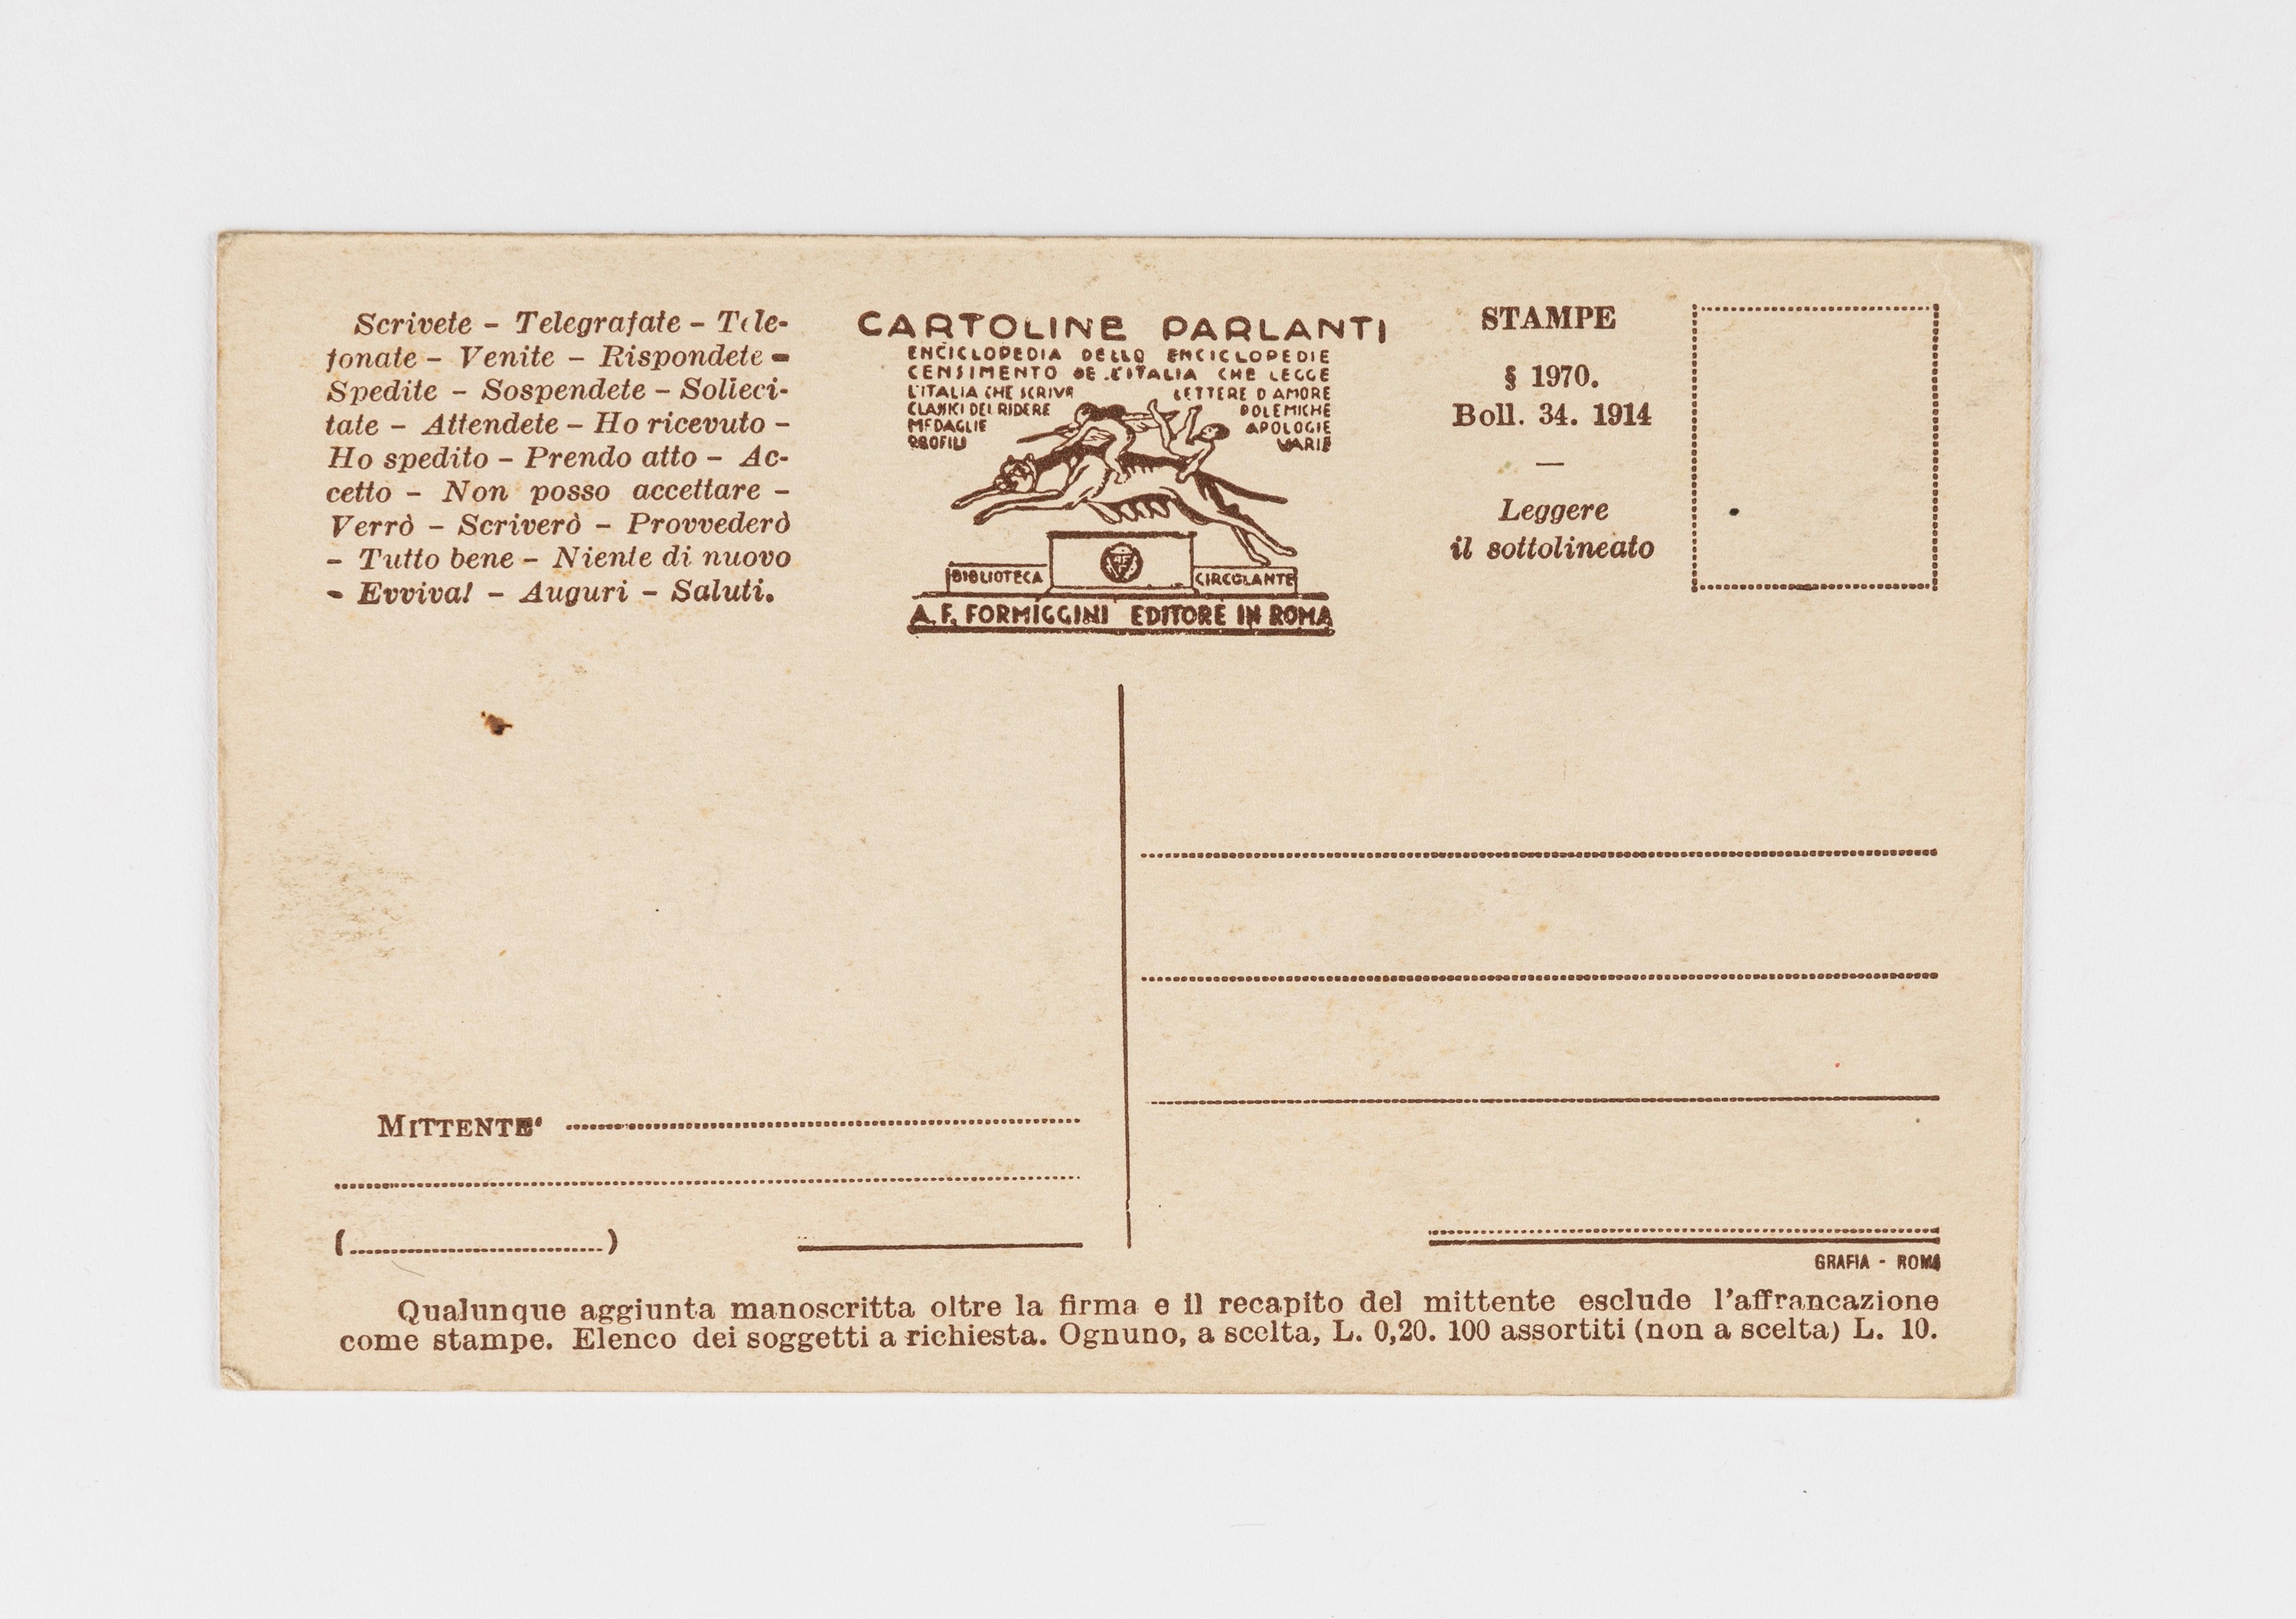 Scrivete – Telegrafate – Tele-
fonate – Venite – Rispondete –
Spedite – Sospendete – Solleci-
tate – Attendete – Ho ricevuto –
Ho spedito – Prendo atto – Ac-
cetto – Non posso accettare –
Verrò – Scriverò – Provvederò
– Tutto bene – Niente di nuovo
– Evviva! – Auguri – Saluti.
CARTOLINE PARLANTI
ENCICLOPEDIA DELLE ENCICLOPEDIE
CENSIMENTO DE L'ITALIA CHE LEGGE
L'ITALIA CHE SCRIVE
CLASSICI DEL RIDERE
MEDAGLIE
PROFILI
LETTERE D'AMORE
POLEMICHE
APOLOGIE
VARIE
BIBLIOTECA CIRCOLANTE
A. F. FORMIGGINI EDITORE IN ROMA
STAMPE
§ 1970.
Boll. 34. 1914
—
Leggere
il sottolineato
MITTENTE
(..............................)
GRAFIA - ROMA
Qualunque aggiunta manoscritta oltre la firma e il recapito del mittente esclude l'affrancazione
come stampe. Elenco dei soggetti a richiesta. Ognuno, a scelta, L. 0,20. 100 assortiti (non a scelta) L. 10.